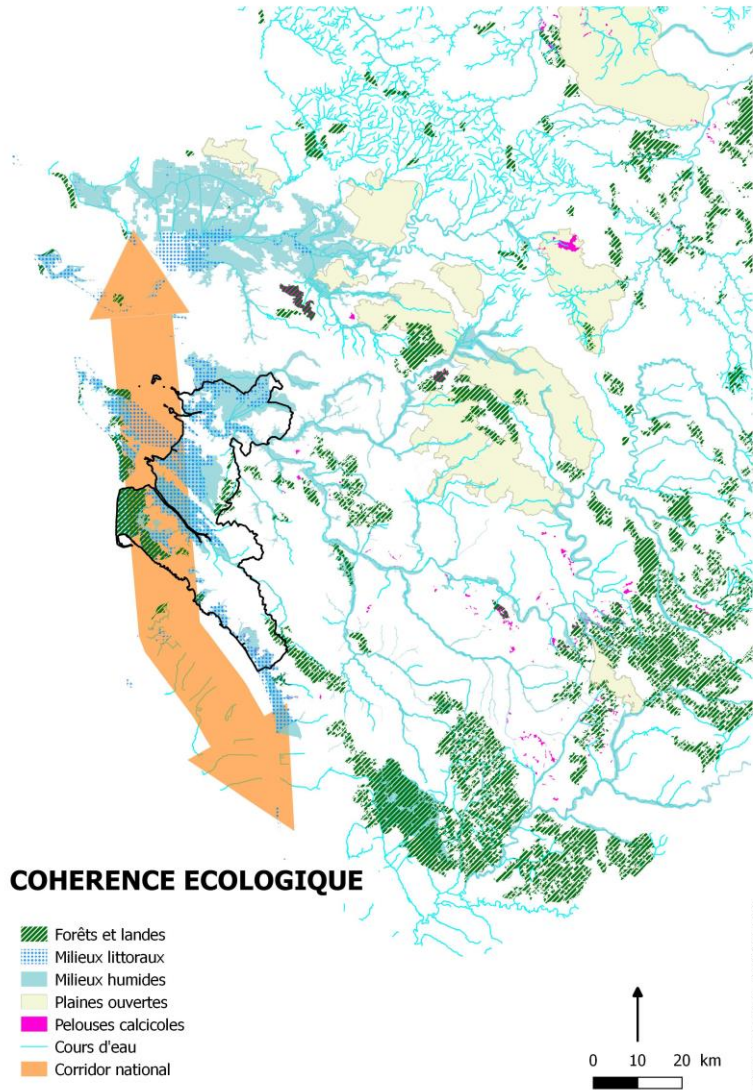 COHERENCE ECOLOGIQUE
Forêts et landes
Milieux littoraux
Milieux humides
Plaines ouvertes
Pelouses calcicoles
Cours d'eau
Corridor national
0 10 20 km